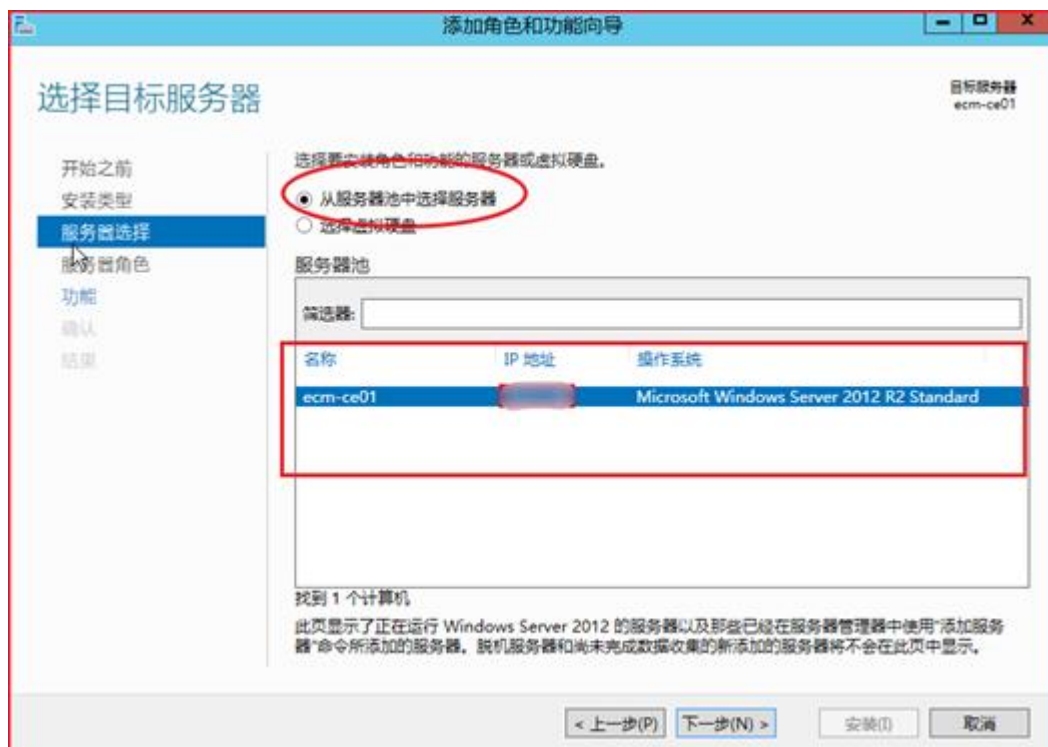 添加角色和功能向导
选择目标服务器
目标服务器
ecm-ce01
开始之前
安装类型
服务器选择
服务器角色
功能
确认
结果
选择要安装角色和功能的服务器或虚拟硬盘。
从服务器池中选择服务器
选择虚拟硬盘
服务器池
筛选器:
名称 IP 地址 操作系统
ecm-ce01 Microsoft Windows Server 2012 R2 Standard
找到 1 个计算机
此页显示了正在运行 Windows Server 2012 的服务器以及那些已经在服务器管理器中使用"添加服务
器"命令所添加的服务器。脱机服务器和尚未完成数据收集的新添加的服务器将不会在此页中显示。
< 上一步(P) 下一步(N) > 安装(I) 取消